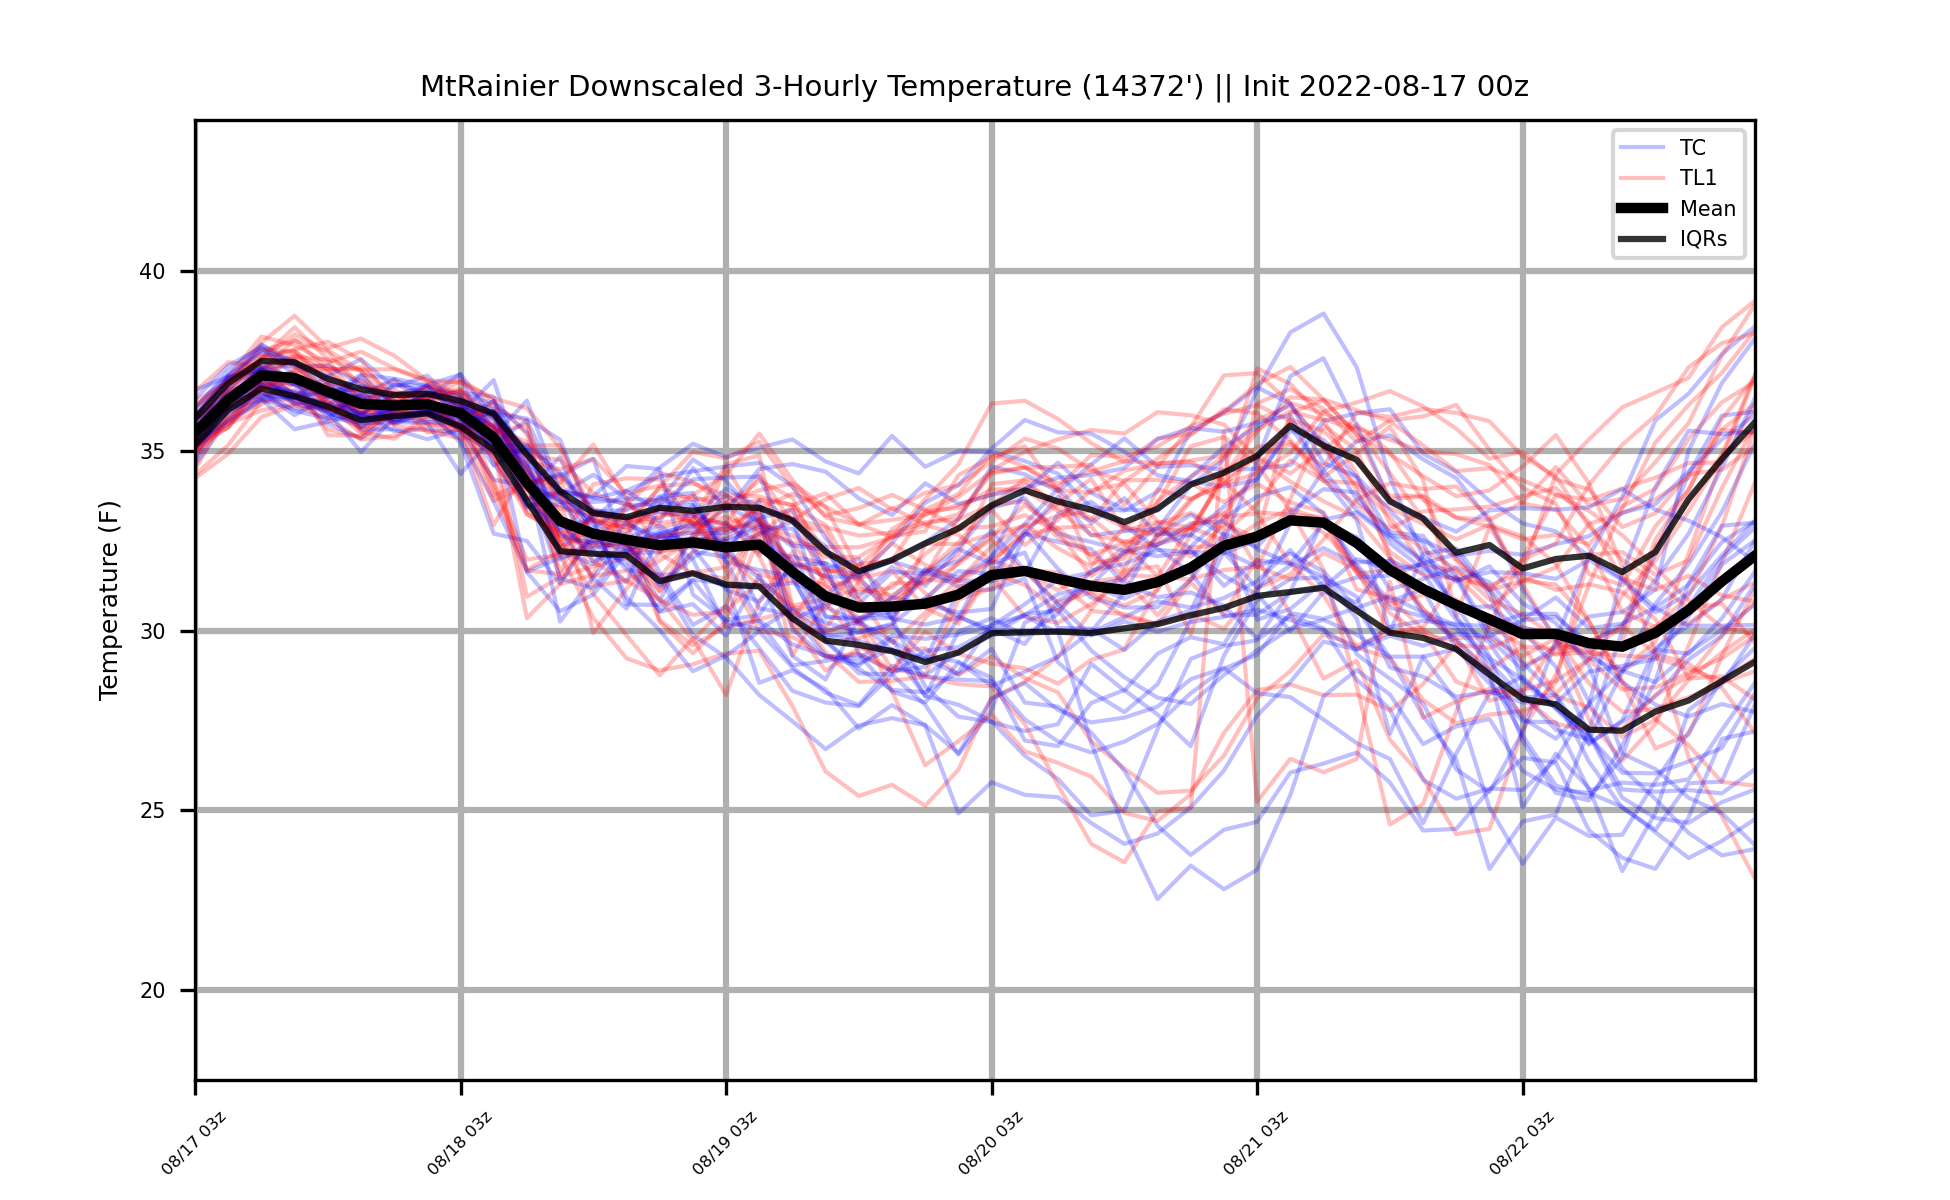 MtRainier Downscaled 3-Hourly Temperature (14372') || Init 2022-08-17 00z
TC
TL1
Mean
IQRs
Temperature (F)
40
35
30
25
20
08/17 03z
08/18 03z
08/19 03z
08/20 03z
08/21 03z
08/22 03z